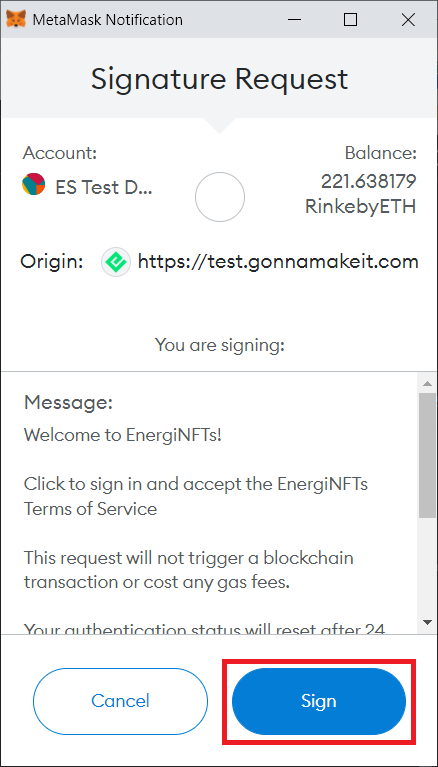 MetaMask Notification
Signature Request
Account:
Balance:
ES Test D...
221.638179
RinkebyETH
Origin:
https://test.gonnamakeit.com
You are signing:
Message:
Welcome to EnergiNFTs!
Click to sign in and accept the EnergiNFTs
Terms of Service
This request will not trigger a blockchain
transaction or cost any gas fees.
Your authentication status will reset after 24
Cancel
Sign